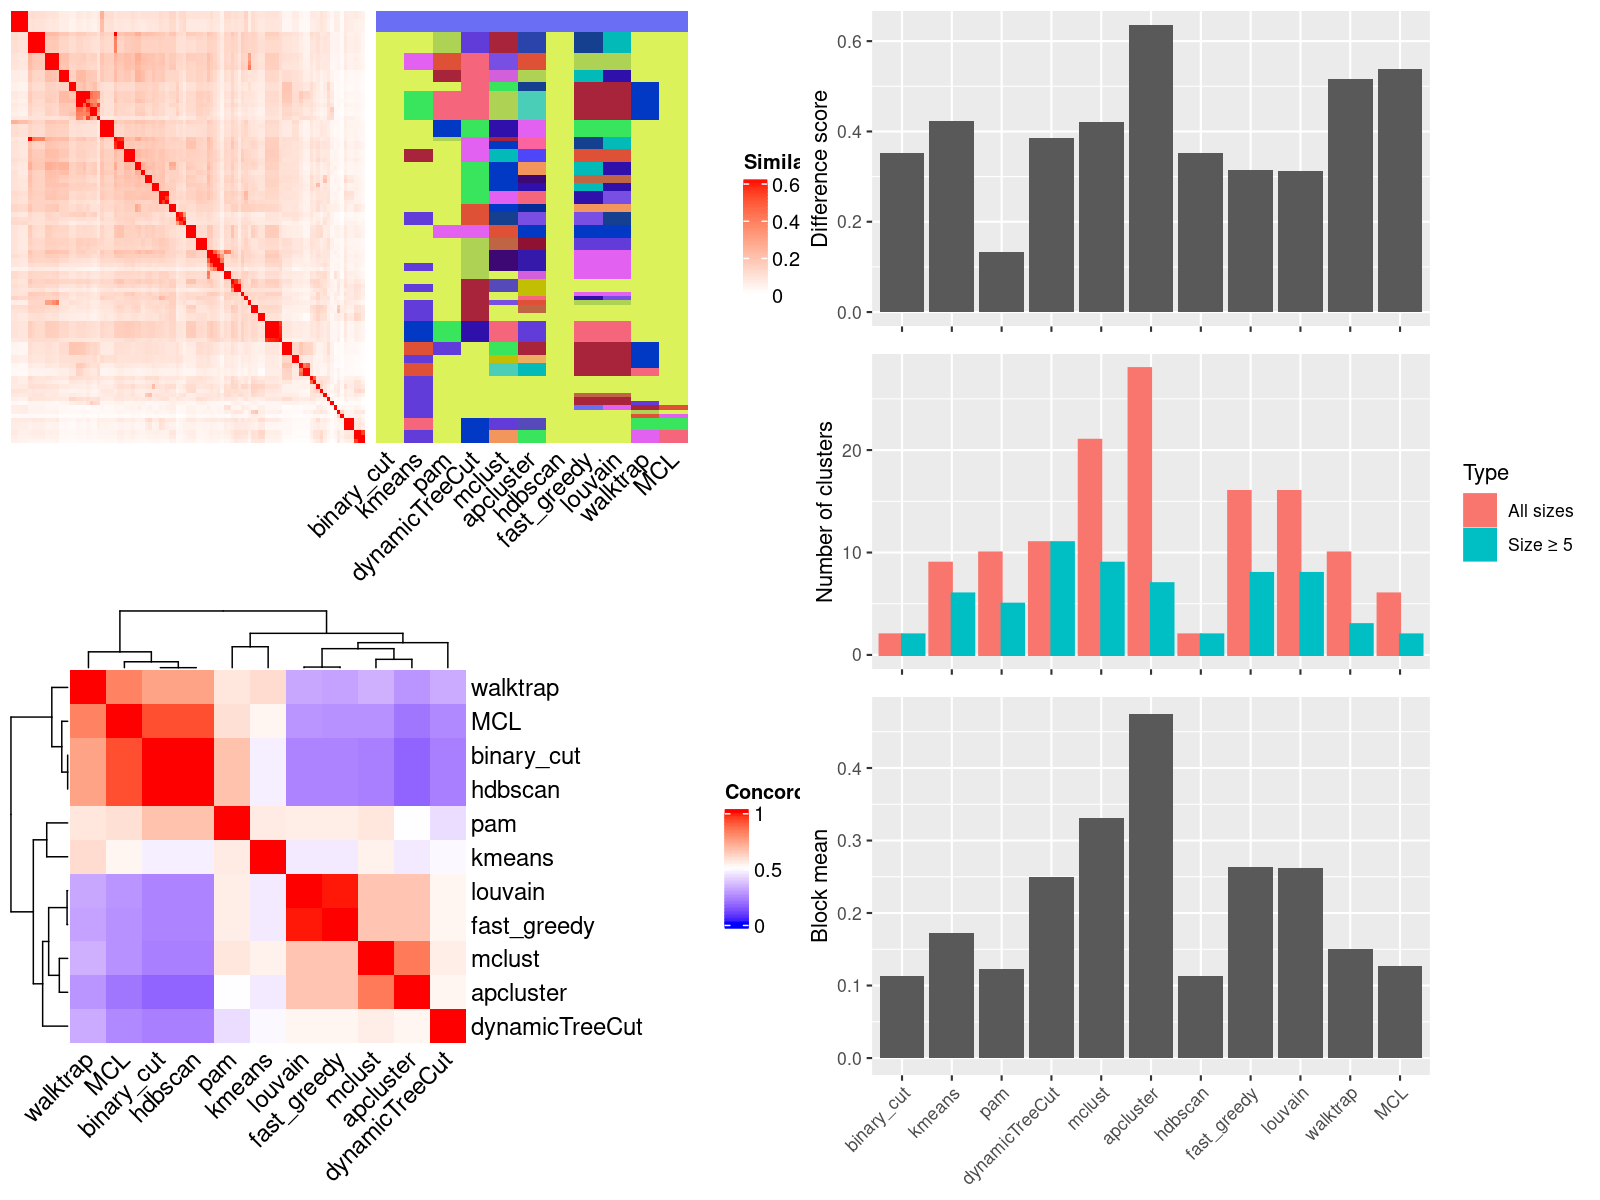 Simila
0.6
0.4
0.2
0
binary_cut
kmeans
pam
dynamicTreeCut
mclust
apcluster
hdbscan
fast_greedy
louvain
walktrap
MCL
walktrap
MCL
binary_cut
hdbscan
pam
kmeans
louvain
fast_greedy
mclust
apcluster
dynamicTreeCut
walktrap
MCL
binary_cut
hdbscan
pam
kmeans
louvain
fast_greedy
mclust
apcluster
dynamicTreeCut
Concord
1
0.5
0
Difference score
0.6
0.4
0.2
0.0
Number of clusters
20
10
0
Type
All sizes
Size ≥ 5
Block mean
0.4
0.3
0.2
0.1
0.0
binary_cut
kmeans
pam
dynamicTreeCut
mclust
apcluster
hdbscan
fast_greedy
louvain
walktrap
MCL